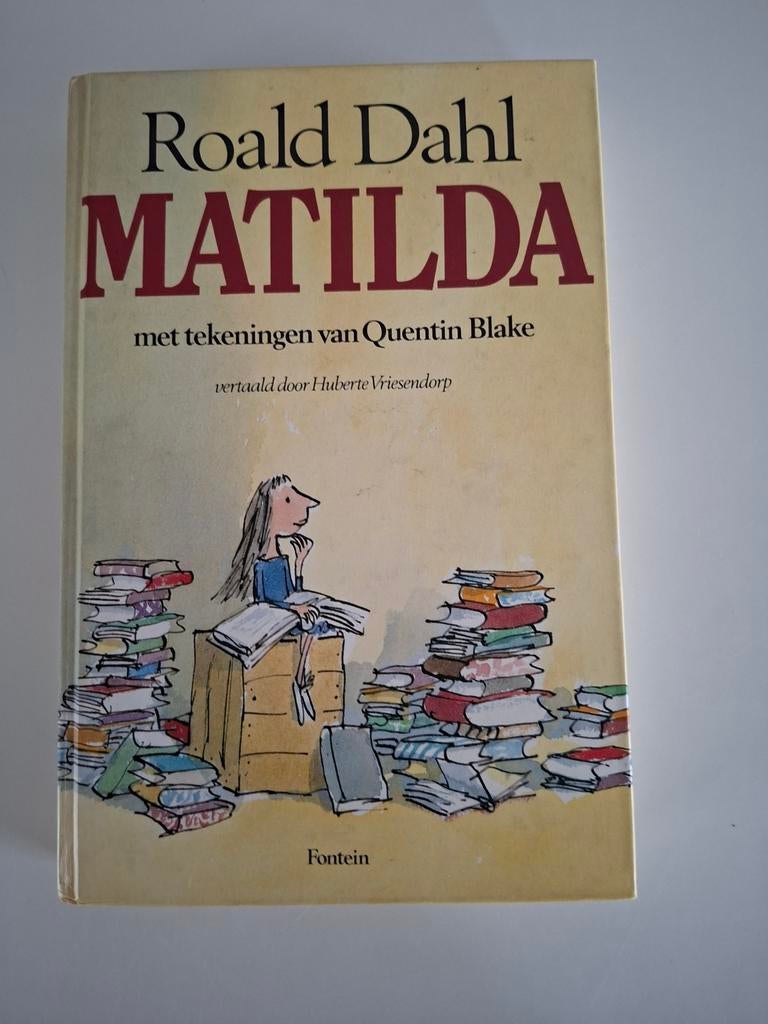 Roald Dahl
MATILDA
met tekeningen van Quentin Blake
vertaald door Huberte Vriesendorp
Fontein